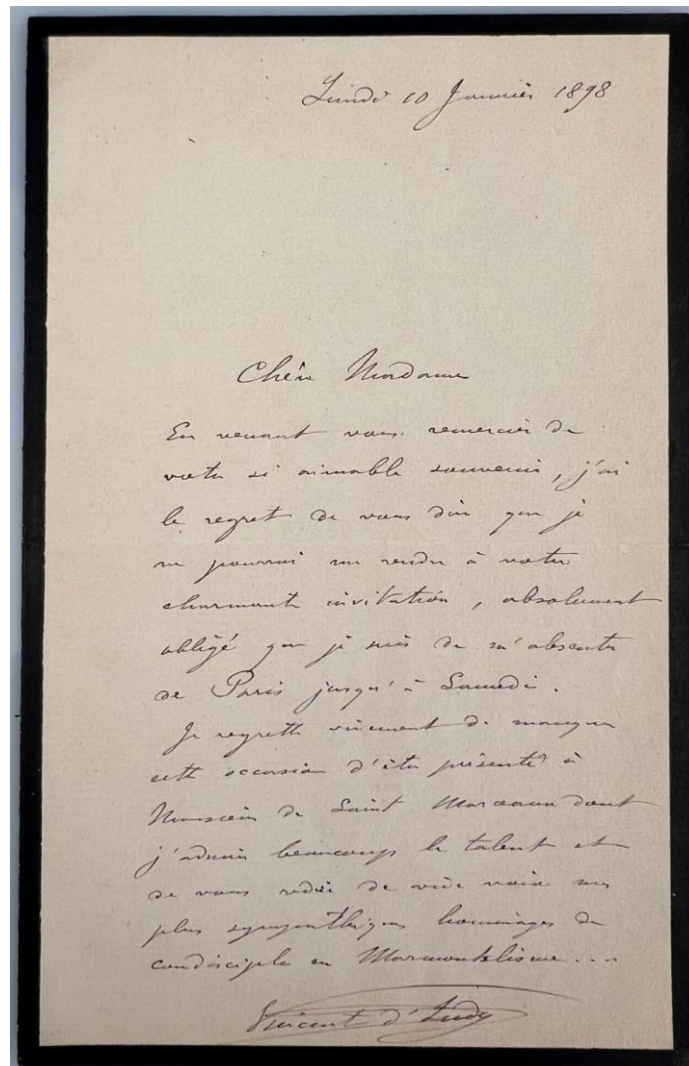 Lundi 10 Janvier 1898
Chère Madame
En venant vous remercier de
votre si aimable souvenir, j'ai
le regret de vous dire que je
ne pourrai me rendre à votre
charmante invitation, absolument
obligé que je suis de m'absenter
de Paris jusqu'à Samedi.
Je regrette vivement de manquer
cette occasion d'être présenté à
Monsieur de Saint Marceaux dont
j'admire beaucoup le talent et
de vous redire de vive voix mes
plus sympathiques hommages de
condisciple en Marmontelisme...
Vincent d'Indy